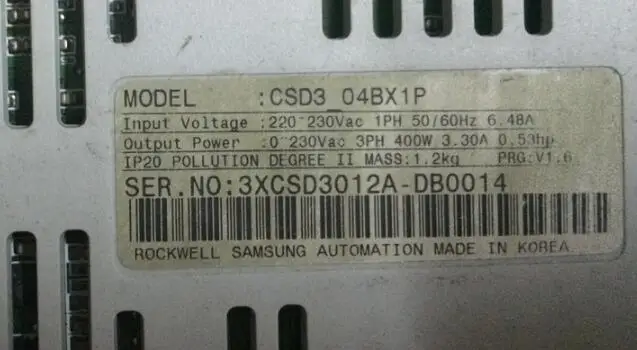 MODEL :CSD3_04BX1P
Input Voltage :220~230Vac 1PH 50/60Hz 6.48A
Output Power :0~230Vac 3PH 400W 3.30A 0.53hp
IP20 POLLUTION DEGREE II MASS:1.2kg PRG:V1.6
SER.NO:3XCSD3012A-DB0014
ROCKWELL SAMSUNG AUTOMATION MADE IN KOREA